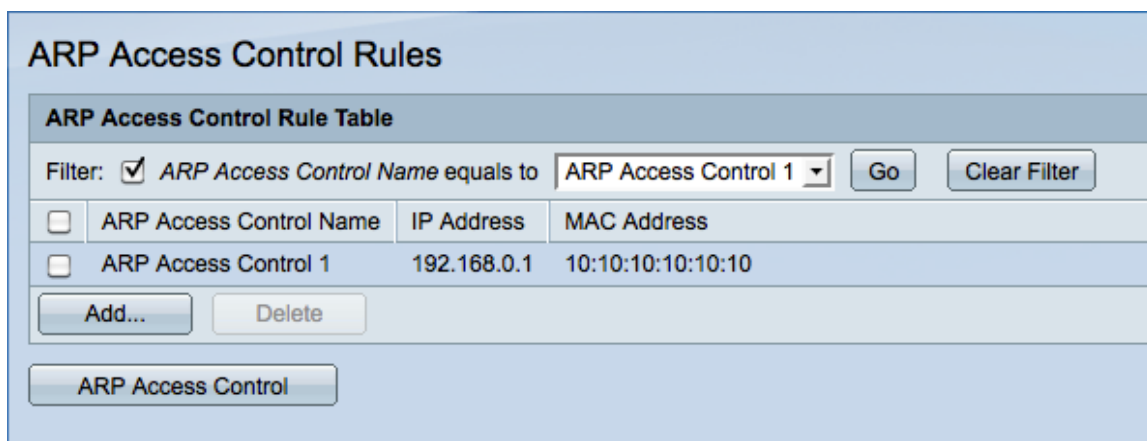 ARP Access Control Rules
ARP Access Control Rule Table
Filter: ARP Access Control Name equals to ARP Access Control 1 Go Clear Filter
ARP Access Control Name IP Address MAC Address
ARP Access Control 1 192.168.0.1 10:10:10:10:10:10
Add... Delete
ARP Access Control